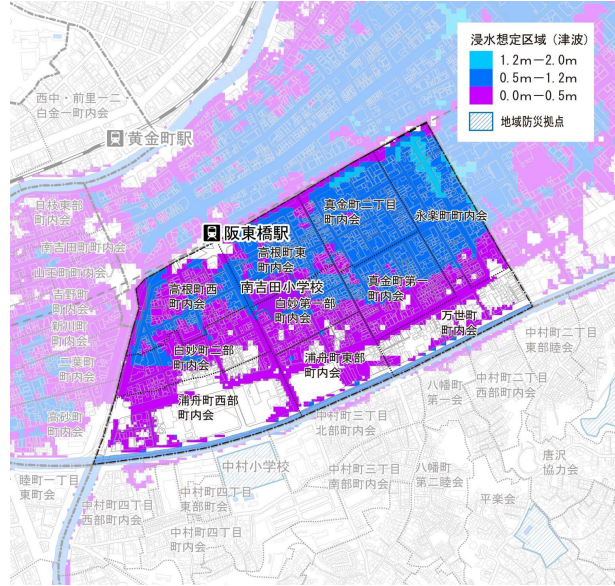 浸水想定区域（津波）
1.2m－2.0m
0.5m－1.2m
0.0m－0.5m
地域防災拠点
西中・前里一二
白金一町内会
黄金町駅
日枝東部
町内会
南吉田町町内会
山王町町内会
吉野町
町内会
新川町
町内会
二葉町
町内会
高砂町
町内会
阪東橋駅
高根町東
町内会
高根町西
町内会
南吉田小学校
白妙第一部
町内会
真金町二丁目
町内会
永楽町町内会
真金町第一
町内会
万世町
町内会
白妙町二部
町内会
浦舟町東部
町内会
浦舟町西部
町内会
中村町二丁目
東部睦会
中村町二丁目
西部町内会
八幡町
第一会
中村町三丁目
北部町内会
中村小学校
中村町三丁目
南部町内会
八幡町
第二睦会
唐沢
協力会
平楽会
睦町一丁目
東町会
中村町四丁目
西部町内会
中村町四丁目
東部町会
中村町四丁目
町内会